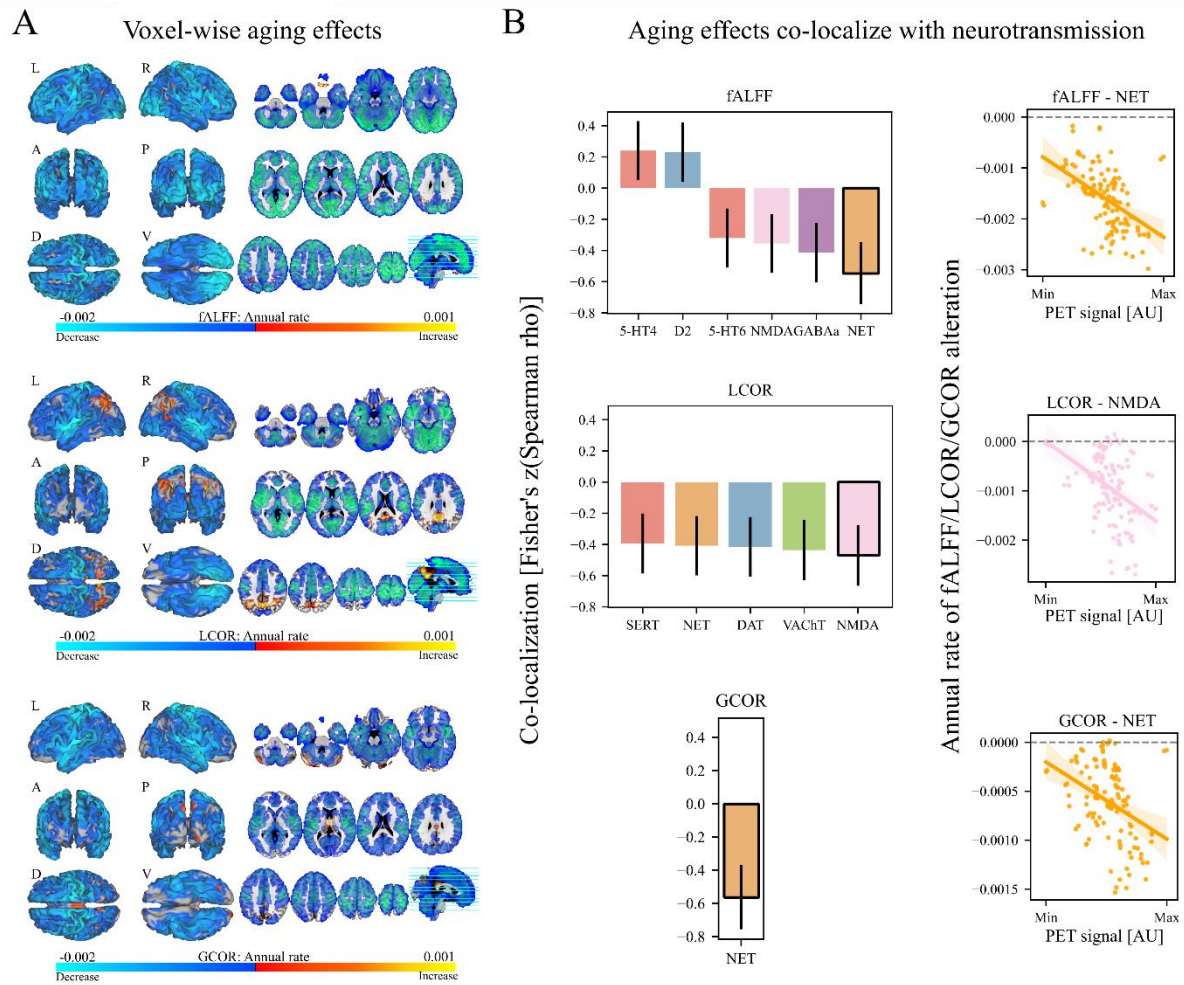 A
Voxel-wise aging effects
L
R
A
P
D
V
-0.002
fALFF: Annual rate
0.001
Decrease
Increase
L
R
A
P
D
V
-0.002
LCOR: Annual rate
0.001
Decrease
Increase
L
R
A
P
D
V
-0.002
GCOR: Annual rate
0.001
Decrease
Increase
B
Aging effects co-localize with neurotransmission
Co-localization [Fisher's z(Spearman rho)]
fALFF
0.4
0.2
0.0
−0.2
−0.4
−0.6
−0.8
5-HT4 D2 5-HT6 NMDA GABAa NET
LCOR
0.4
0.2
0.0
−0.2
−0.4
−0.6
−0.8
SERT NET DAT VAChT NMDA
GCOR
0.4
0.2
0.0
−0.2
−0.4
−0.6
−0.8
NET
Annual rate of fALFF/LCOR/GCOR alteration
fALFF - NET
0.000
−0.001
−0.002
−0.003
Min Max
PET signal [AU]
LCOR - NMDA
0.000
−0.001
−0.002
Min Max
PET signal [AU]
GCOR - NET
0.0000
−0.0005
−0.0010
−0.0015
Min Max
PET signal [AU]